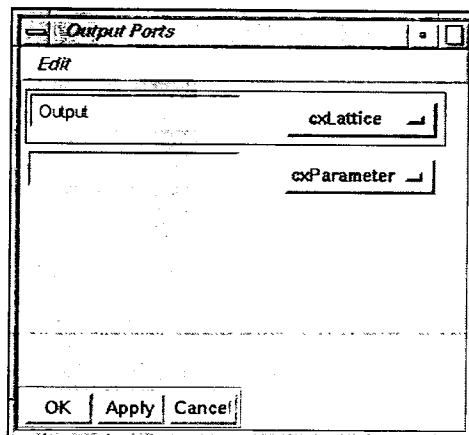 Output Ports
Edit
Output cxLattice
cxParameter
OK Apply Cancel